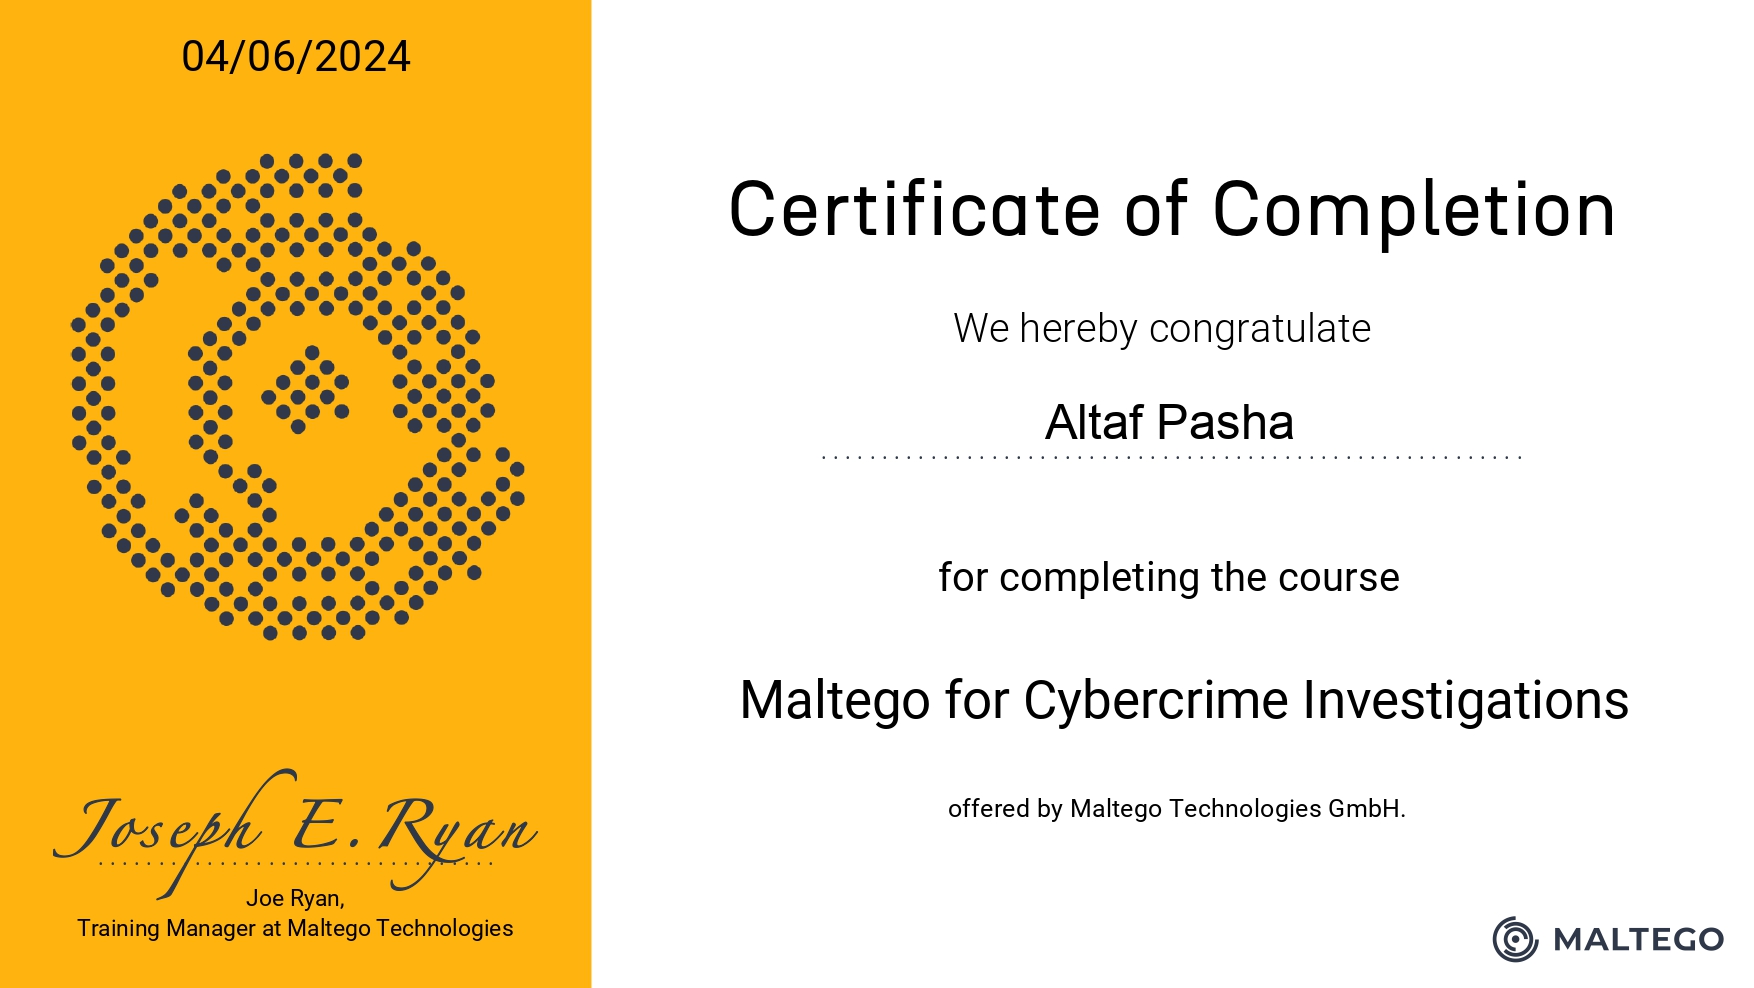 04/06/2024
Joseph E. Ryan
Joe Ryan,
Training Manager at Maltego Technologies
Certificate of Completion
We hereby congratulate
Altaf Pasha
for completing the course
Maltego for Cybercrime Investigations
offered by Maltego Technologies GmbH.
MALTEGO